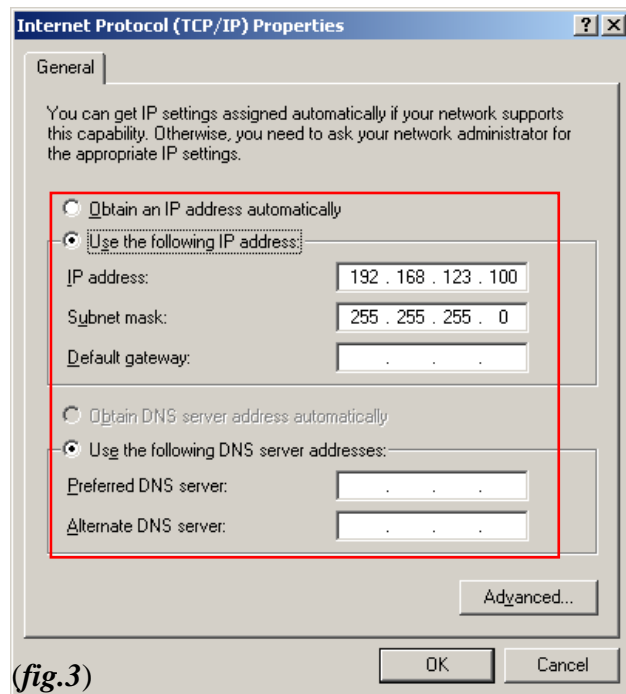 Internet Protocol (TCP/IP) Properties
General
You can get IP settings assigned automatically if your network supports
this capability. Otherwise, you need to ask your network administrator for
the appropriate IP settings.
Obtain an IP address automatically
Use the following IP address:
IP address: 192 . 168 . 123 . 100
Subnet mask: 255 . 255 . 255 . 0
Default gateway: . . .
Obtain DNS server address automatically
Use the following DNS server addresses:
Preferred DNS server: . . .
Alternate DNS server: . . .
Advanced...
OK Cancel
(fig.3)